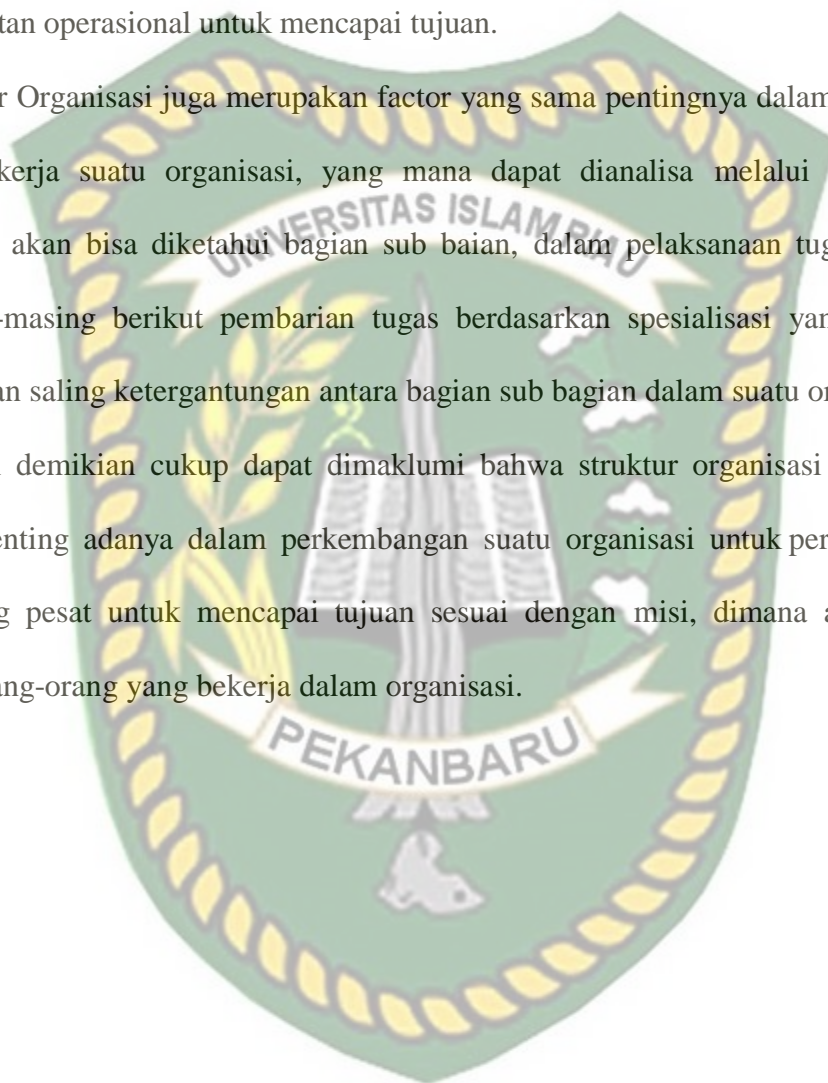 tan operasional untuk mencapai tujuan.
r Organisasi juga merupakan factor yang sama pentingnya dalam
kerja suatu organisasi, yang mana dapat dianalisa melalui
UNIVERSITAS ISLAM RIAU
akan bisa diketahui bagian sub baian, dalam pelaksanaan tug
-masing berikut pembarian tugas berdasarkan spesialisasi yan
an saling ketergantungan antara bagian sub bagian dalam suatu or
demikian cukup dapat dimaklumi bahwa struktur organisasi
enting adanya dalam perkembangan suatu organisasi untuk per
g pesat untuk mencapai tujuan sesuai dengan misi, dimana a
ang-orang yang bekerja dalam organisasi.
PEKANBARU